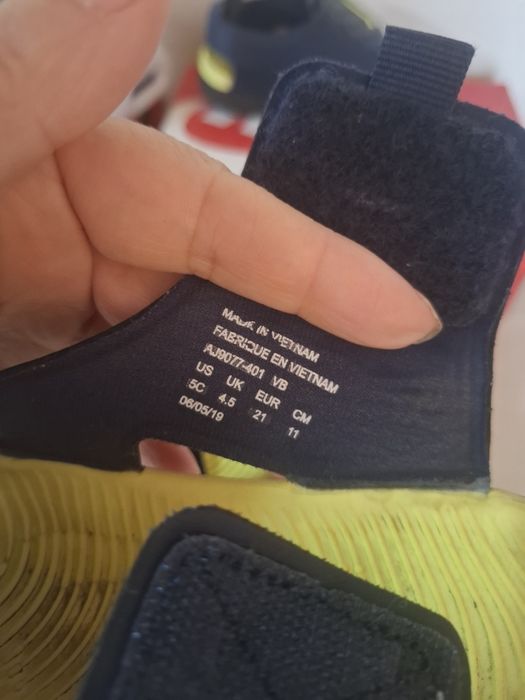 MADE IN VIETNAM
FABRIQUE EN VIETNAM
AJ9077-401 VB
US UK EUR CM
5C 4.5 21 11
06/05/19